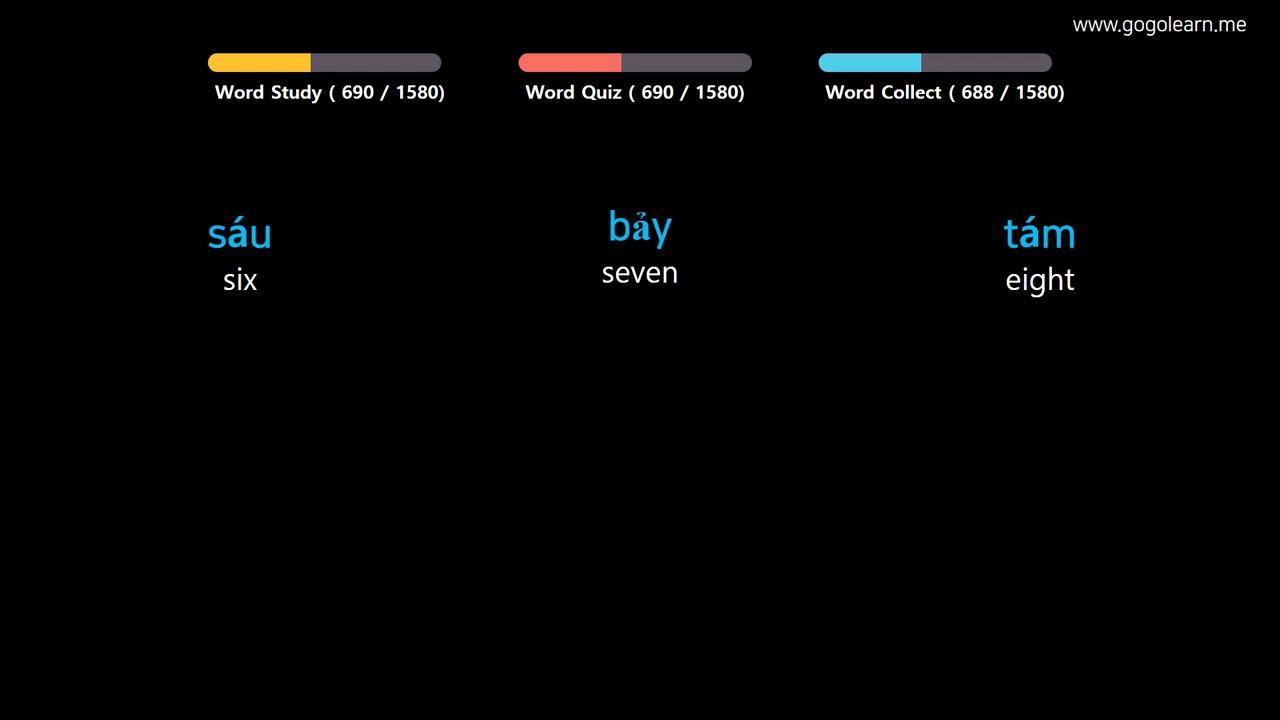 www.gogolearn.me
Word Study ( 690 / 1580)
Word Quiz ( 690 / 1580)
Word Collect ( 688 / 1580)
sáu
six
bảy
seven
tám
eight